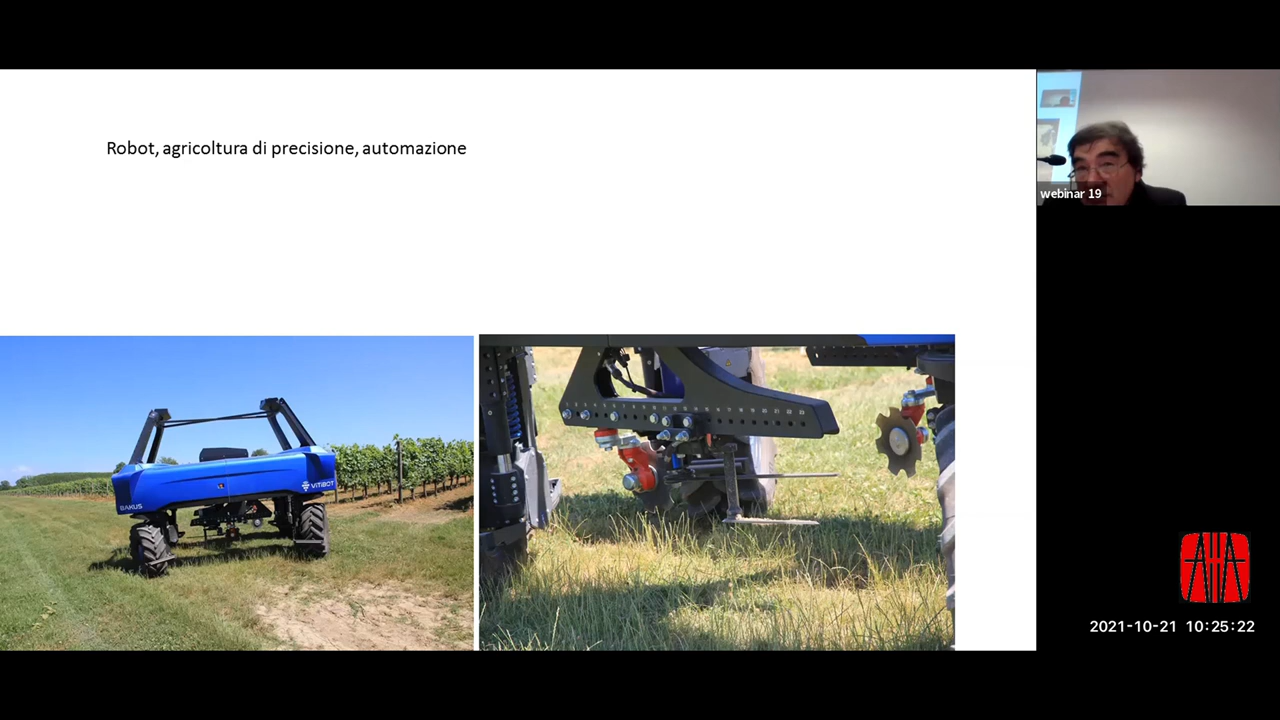 Robot, agricoltura di precisione, automazione
webinar 19
BAKUS
VITIBOT
2021-10-21 10:25:22